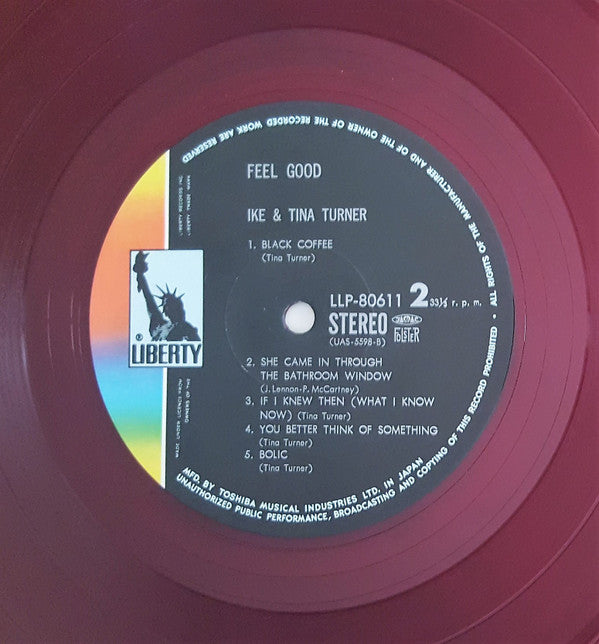 FEEL GOOD
IKE & TINA TURNER
1. BLACK COFFEE
(Tina Turner)
LLP-80611 2 33⅓ r. p. m.
STEREO
(UAS-5598-B)
POLSTER
® LIBERTY
2. SHE CAME IN THROUGH
THE BATHROOM WINDOW
(J. Lennon-P. McCartney)
3. IF I KNEW THEN (WHAT I KNOW
NOW) (Tina Turner)
4. YOU BETTER THINK OF SOMETHING
(Tina Turner)
5. BOLIC
(Tina Turner)
MFD. BY TOSHIBA MUSICAL INDUSTRIES LTD. IN JAPAN
• ALL RIGHTS OF THE MANUFACTURER AND OF THE OWNER OF THE RECORDED WORK ARE RESERVED
UNAUTHORIZED PUBLIC PERFORMANCE, BROADCASTING AND COPYING OF THIS RECORD PROHIBITED